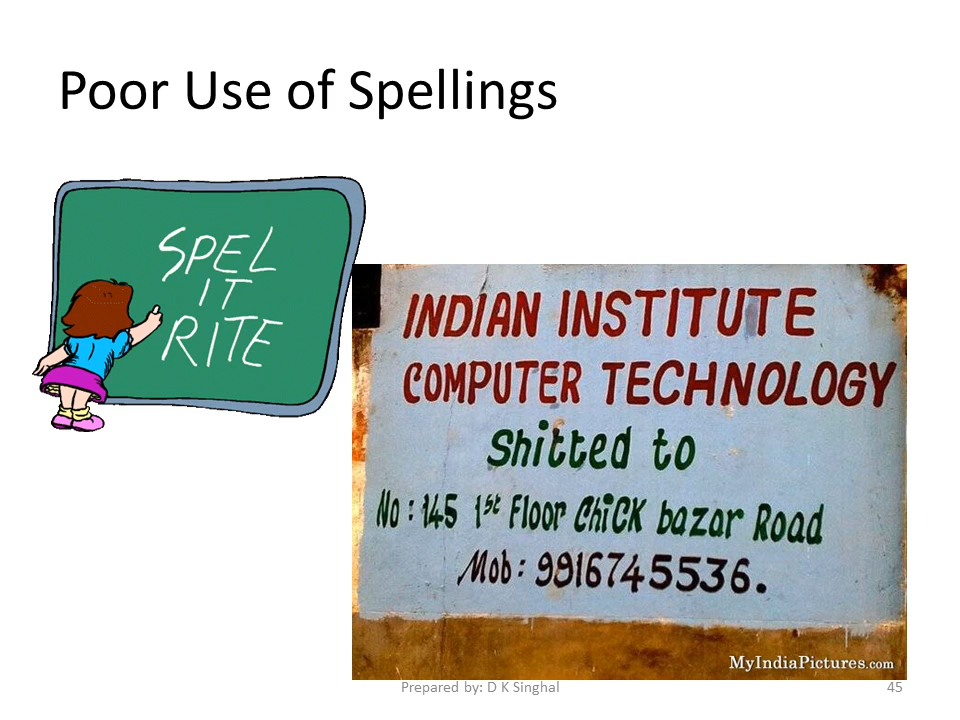 Poor Use of Spellings
SPEL
IT
RITE
INDIAN INSTITUTE
COMPUTER TECHNOLOGY
Shitted to
No : 145 1st Floor ChiCK bazar Road
Mob : 9916745536.
MyIndiaPictures.com
Prepared by: D K Singhal
45